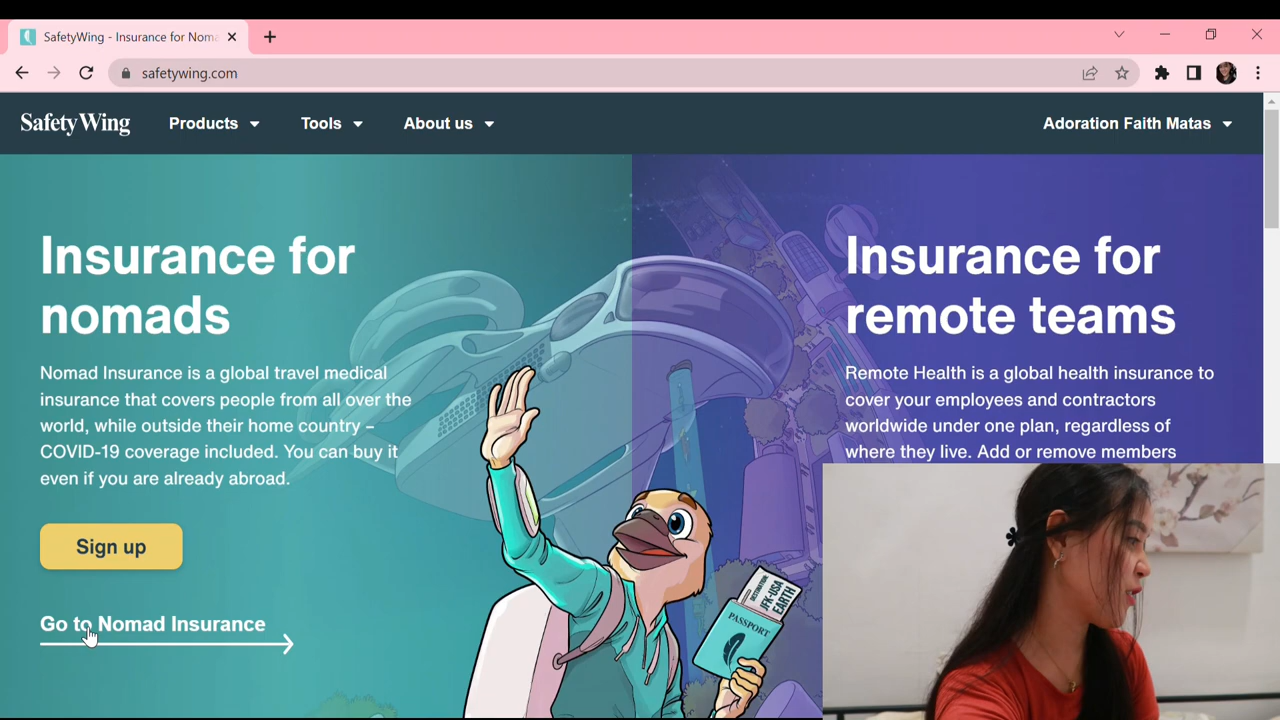 SafetyWing - Insurance for Noma
safetywing.com
SafetyWing
Products
Tools
About us
Adoration Faith Matas
Insurance for
nomads
Nomad Insurance is a global travel medical
insurance that covers people from all over the
world, while outside their home country –
COVID-19 coverage included. You can buy it
even if you are already abroad.
Sign up
Go to Nomad Insurance
Insurance for
remote teams
Remote Health is a global health insurance to
cover your employees and contractors
worldwide under one plan, regardless of
where they live. Add or remove members
DESTINATION:
JFK-USA
EARTH
PASSPORT